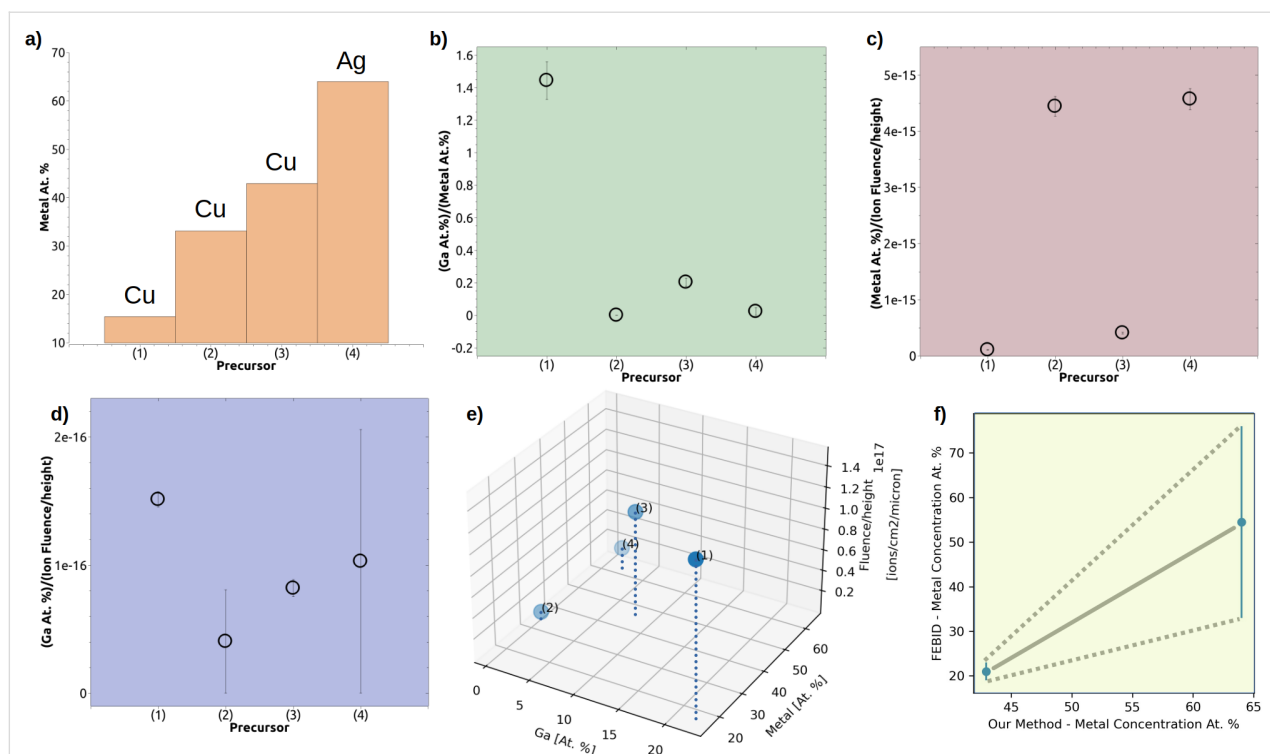 a)
70
60
50
40
30
20
10
Metal At. %
Cu
Cu
Cu
Ag
(1)
(2)
(3)
(4)
Precursor
b)
1.6
1.4
1.2
1
0.8
0.6
0.4
0.2
0
-0.2
(Ga At.%)/(Metal At.%)
(1)
(2)
(3)
(4)
Precursor
c)
5e-15
4e-15
3e-15
2e-15
1e-15
0
(Metal At. %)/(Ion Fluence/height)
(1)
(2)
(3)
(4)
Precursor
d)
2e-16
1e-16
0
(Ga At. %)/(Ion Fluence/height)
(1)
(2)
(3)
(4)
Precursor
e)
(3)
(4)
(1)
(2)
1e17
1.4
1.2
1.0
0.8
0.6
0.4
0.2
Fluence/height
[ions/cm2/micron]
0
5
10
15
20
Ga [At. %]
20
30
40
50
60
Metal [At. %]
f)
70
60
50
40
30
20
FEBID - Metal Concentration At. %
45
50
55
60
65
Our Method - Metal Concentration At. %